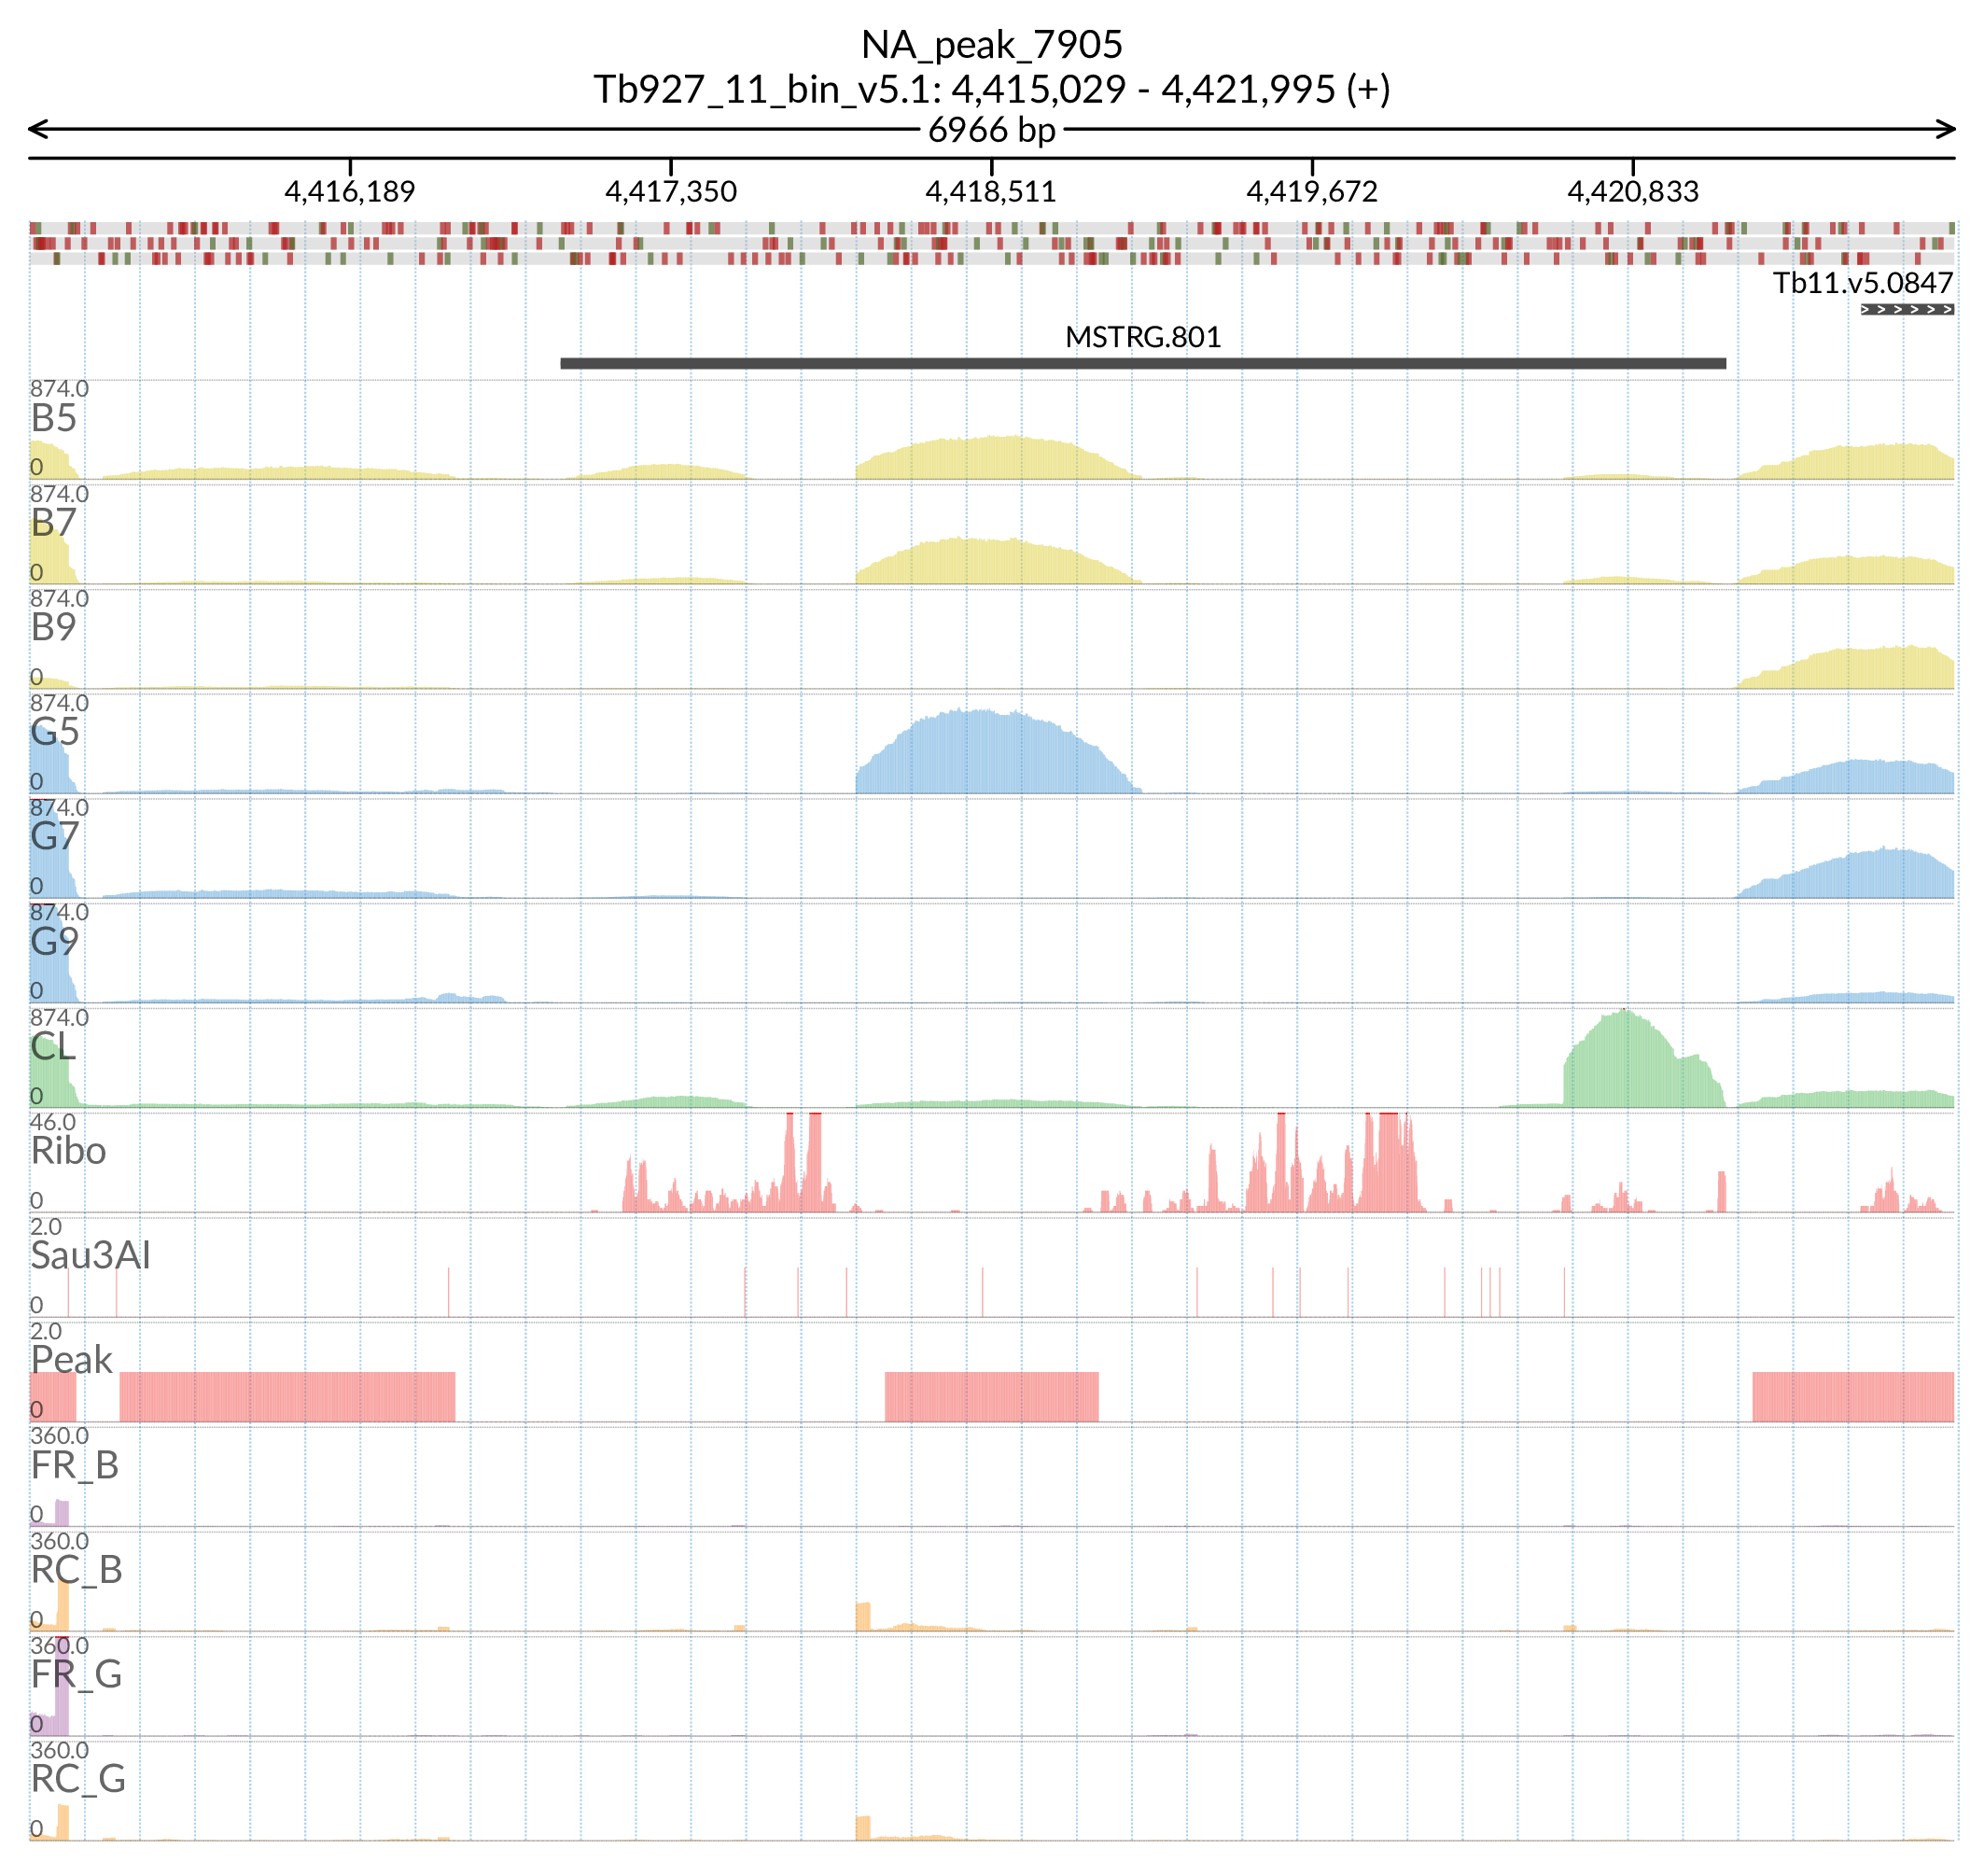 NA_peak_7905
Tb927_11_bin_v5.1: 4,415,029 - 4,421,995 (+)
6966 bp
4,416,189 4,417,350 4,418,511 4,419,672 4,420,833
Tb11.v5.0847
MSTRG.801
874.0
B5
0
874.0
B7
0
874.0
B9
0
874.0
G5
0
874.0
G7
0
874.0
G9
0
874.0
CL
0
46.0
Ribo
0
2.0
Sau3AI
0
2.0
Peak
0
360.0
FR_B
0
360.0
RC_B
0
360.0
FR_G
0
360.0
RC_G
0